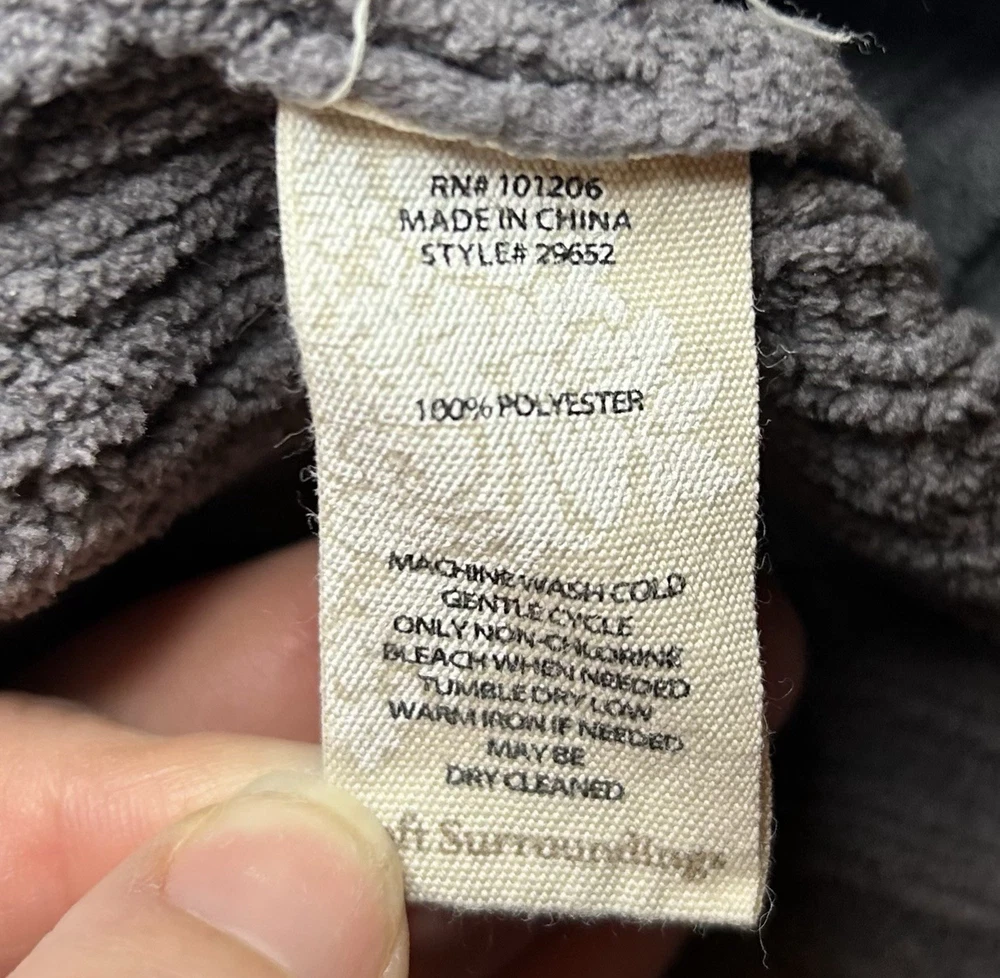 RN# 101206
MADE IN CHINA
STYLE# 29652
100% POLYESTER
MACHINE WASH COLD
GENTLE CYCLE
ONLY NON-CHLORINE
BLEACH WHEN NEEDED
TUMBLE DRY LOW
WARM IRON IF NEEDED
MAY BE
DRY CLEANED
ft Surroundings